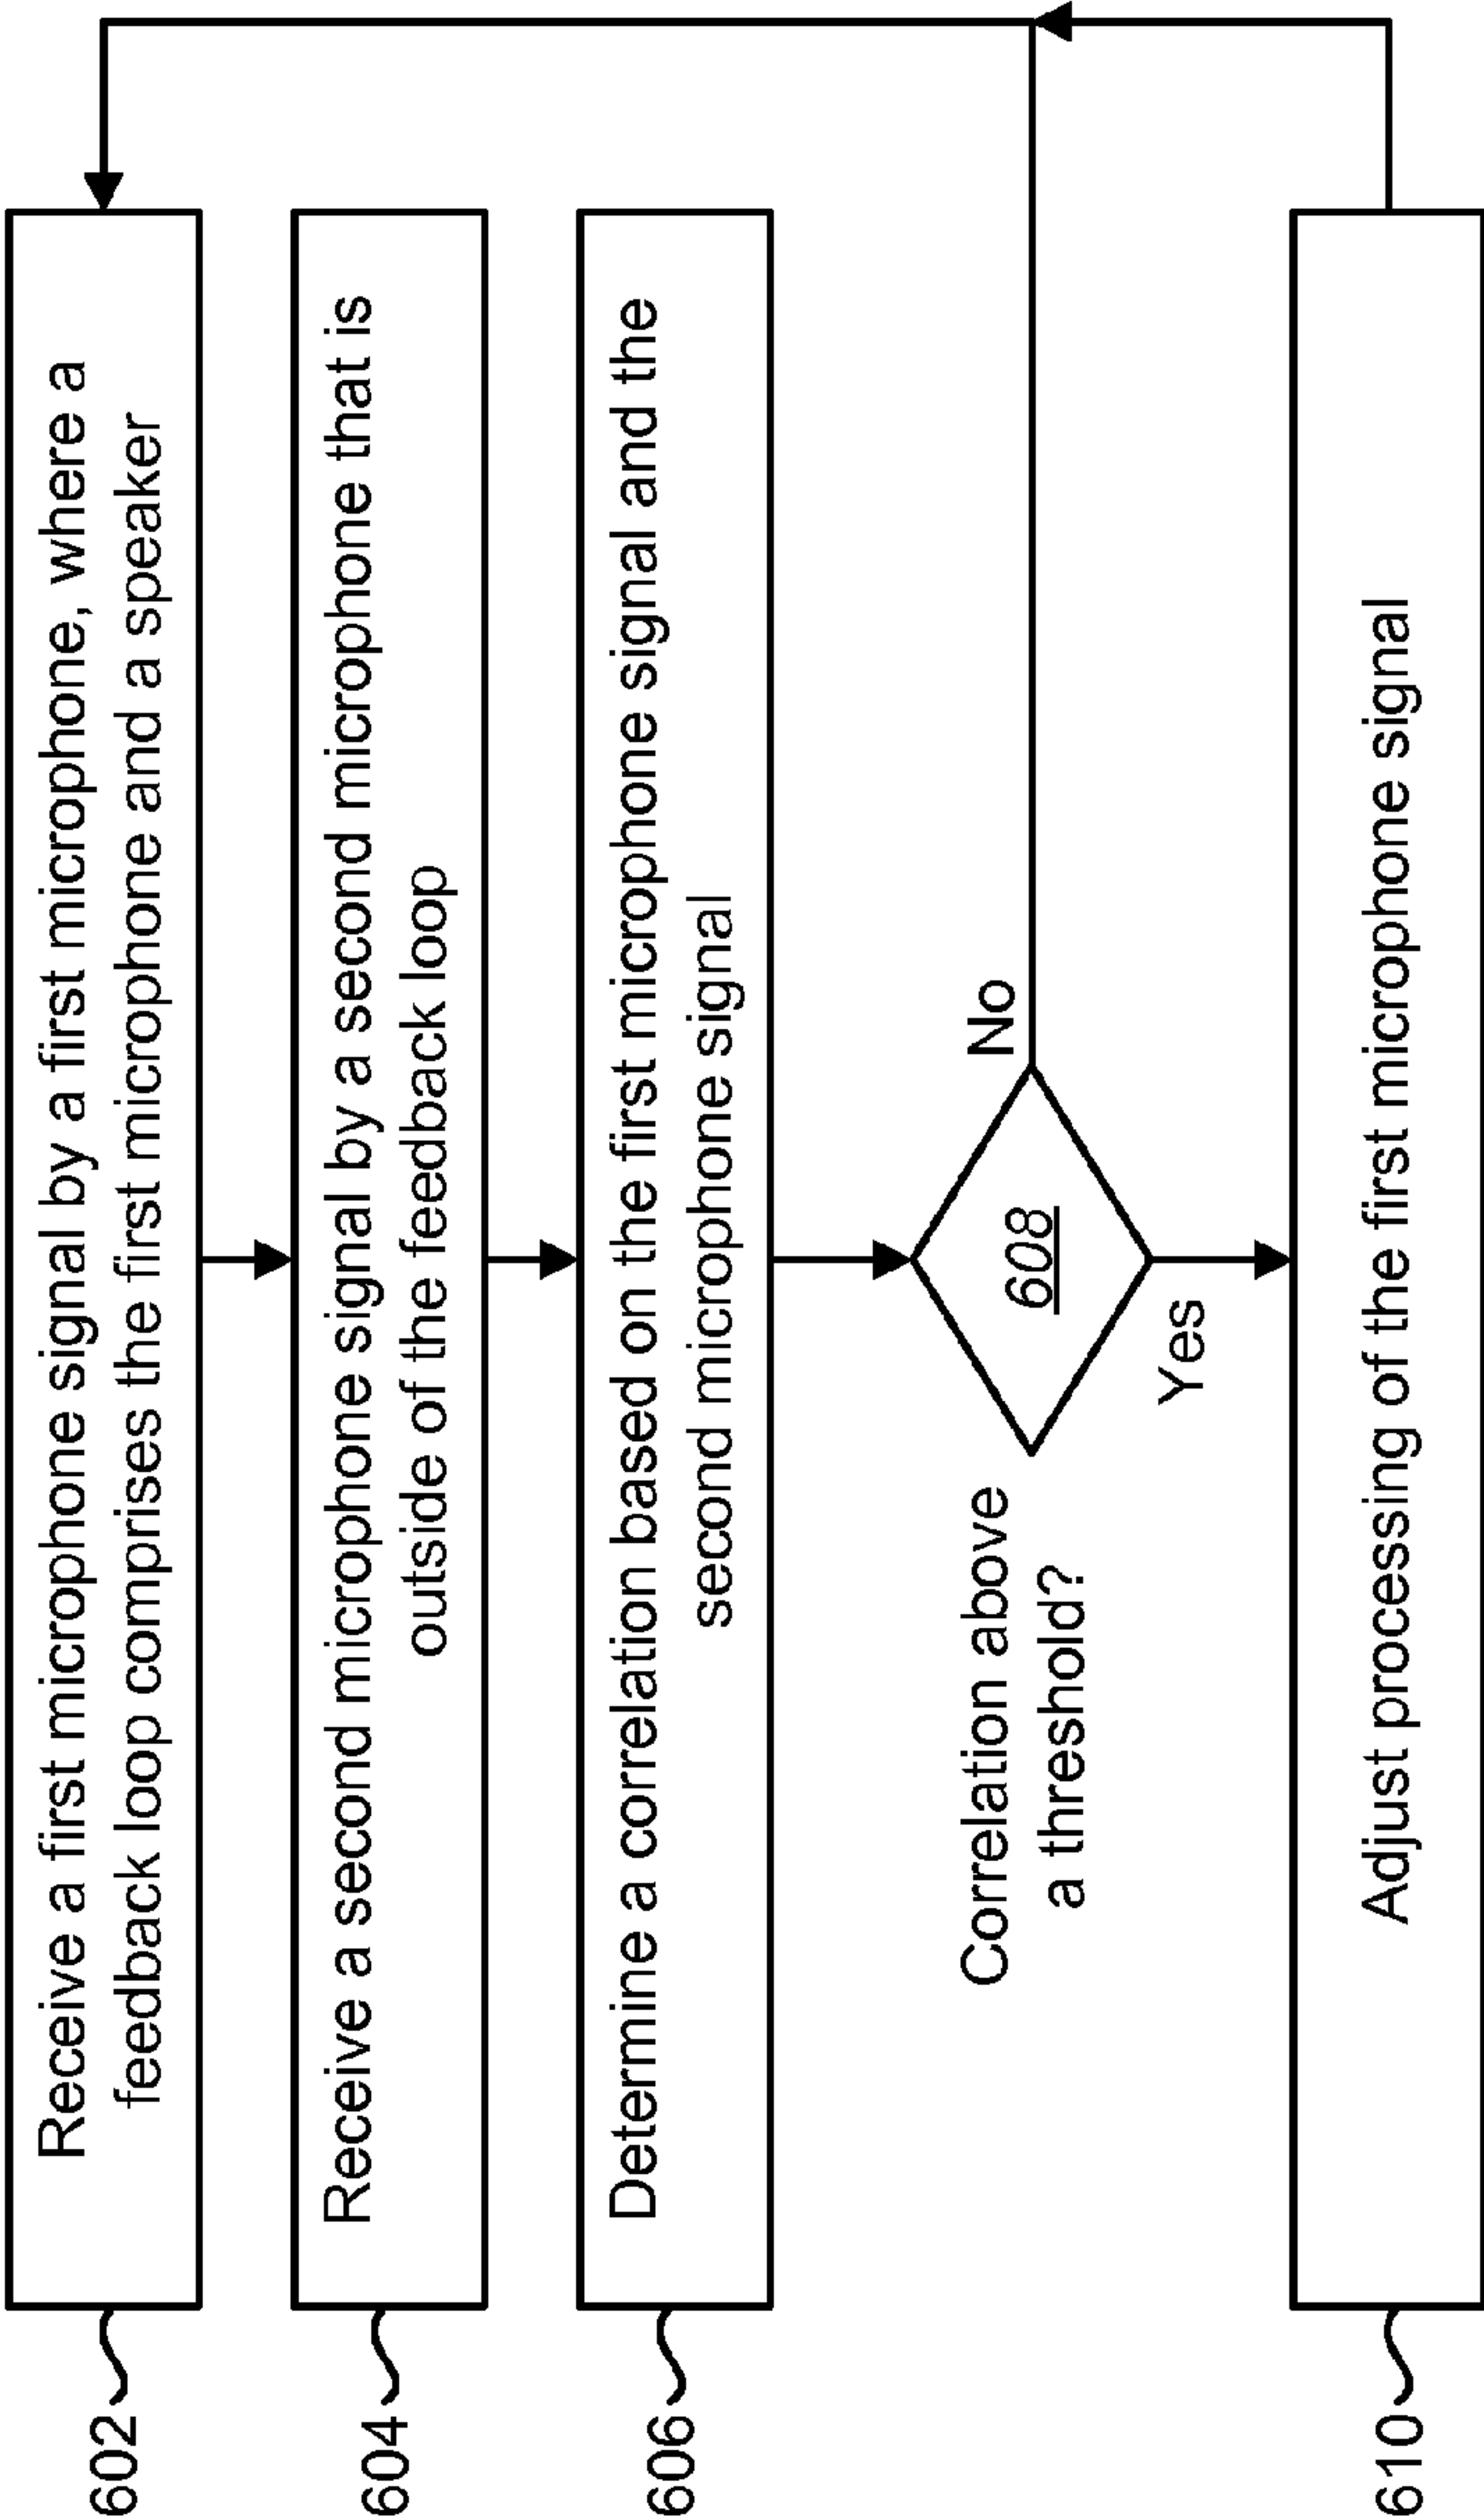 602
Receive a first microphone signal by a first microphone, where a
feedback loop comprises the first microphone and a speaker
604
Receive a second microphone signal by a second microphone that is
outside of the feedback loop
606
Determine a correlation based on the first microphone signal and the
second microphone signal
Correlation above
a threshold?
608
No
Yes
610
Adjust processing of the first microphone signal